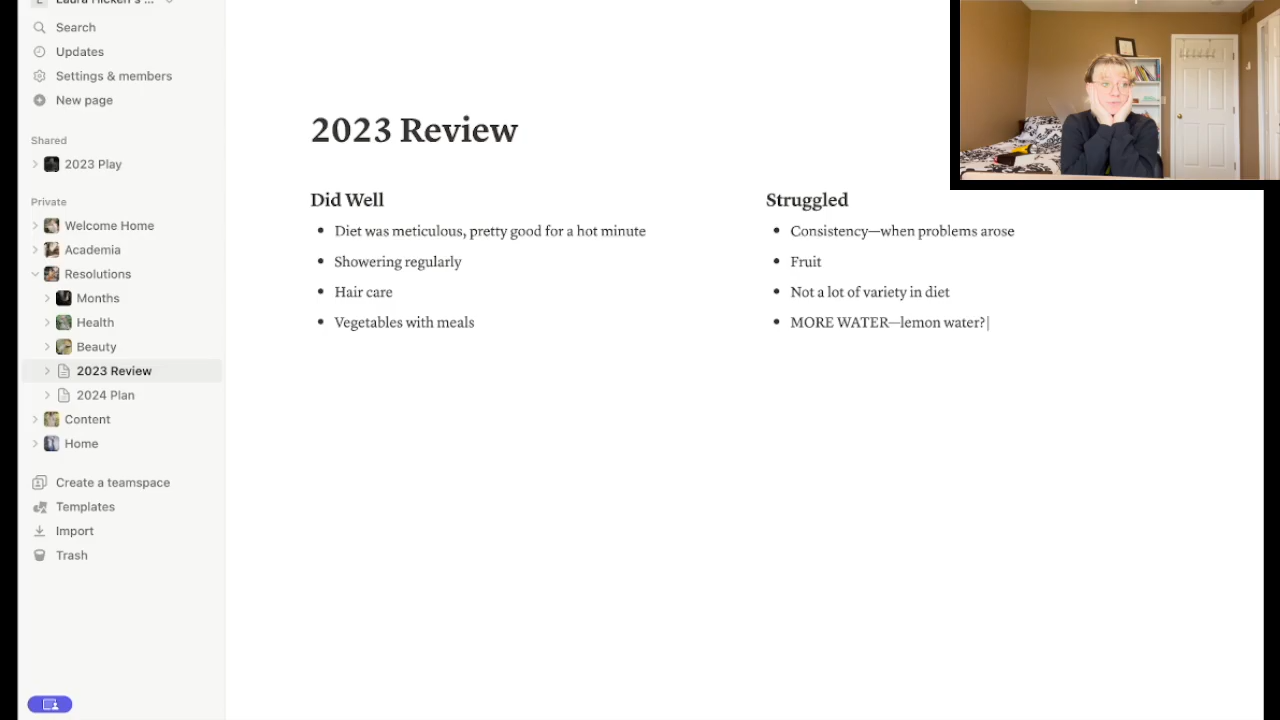 Laura Hicken's ...
Search
Updates
Settings & members
New page
Shared
2023 Play
Private
Welcome Home
Academia
Resolutions
Months
Health
Beauty
2023 Review
2024 Plan
Content
Home
Create a teamspace
Templates
Import
Trash
2023 Review
Did Well
Diet was meticulous, pretty good for a hot minute
Showering regularly
Hair care
Vegetables with meals
Struggled
Consistency—when problems arose
Fruit
Not a lot of variety in diet
MORE WATER—lemon water?